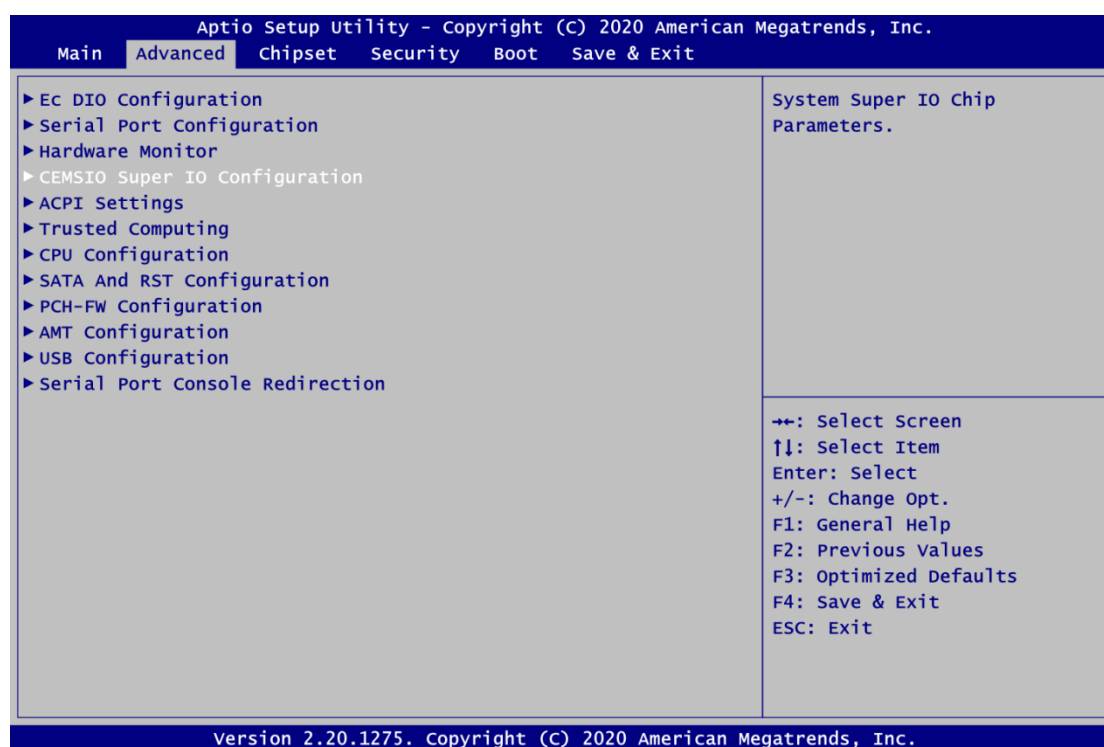 Aptio Setup Utility – Copyright (C) 2020 American Megatrends, Inc.
Main Advanced Chipset Security Boot Save & Exit
►Ec DIO Configuration
►Serial Port Configuration
►Hardware Monitor
►CEMSIO Super IO Configuration
►ACPI Settings
►Trusted Computing
►CPU Configuration
►SATA And RST Configuration
►PCH-FW Configuration
►AMT Configuration
►USB Configuration
►Serial Port Console Redirection
System Super IO Chip
Parameters.
→←: Select Screen
↑↓: Select Item
Enter: Select
+/-: Change Opt.
F1: General Help
F2: Previous Values
F3: Optimized Defaults
F4: Save & Exit
ESC: Exit
Version 2.20.1275. Copyright (C) 2020 American Megatrends, Inc.